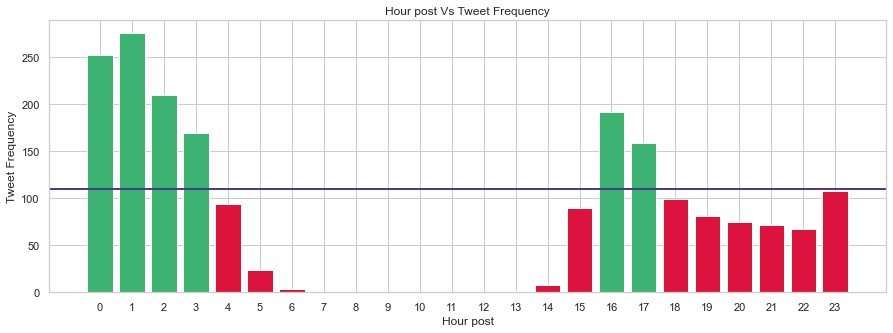 Hour post Vs Tweet Frequency
Tweet Frequency
250
200
150
100
50
0
0 1 2 3 4 5 6 7 8 9 10 11 12 13 14 15 16 17 18 19 20 21 22 23
Hour post